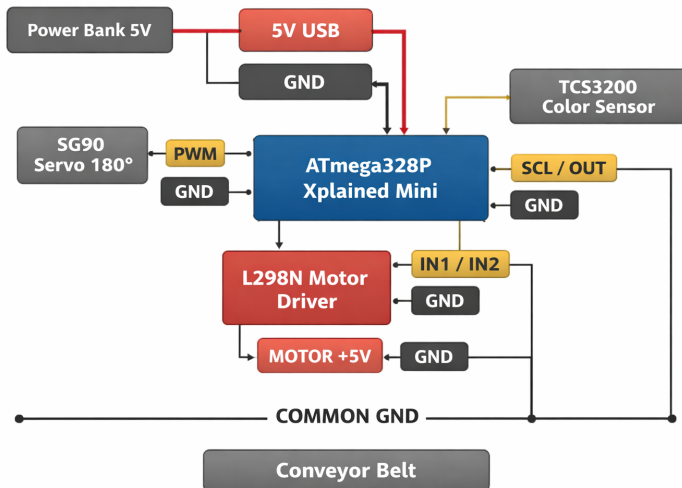 Power Bank 5V
5V USB
GND
TCS3200
Color Sensor
SG90
Servo 180°
PWM
GND
ATmega328P
Xplained Mini
SCL / OUT
GND
L298N Motor
Driver
IN1 / IN2
GND
MOTOR +5V
GND
COMMON GND
Conveyor Belt